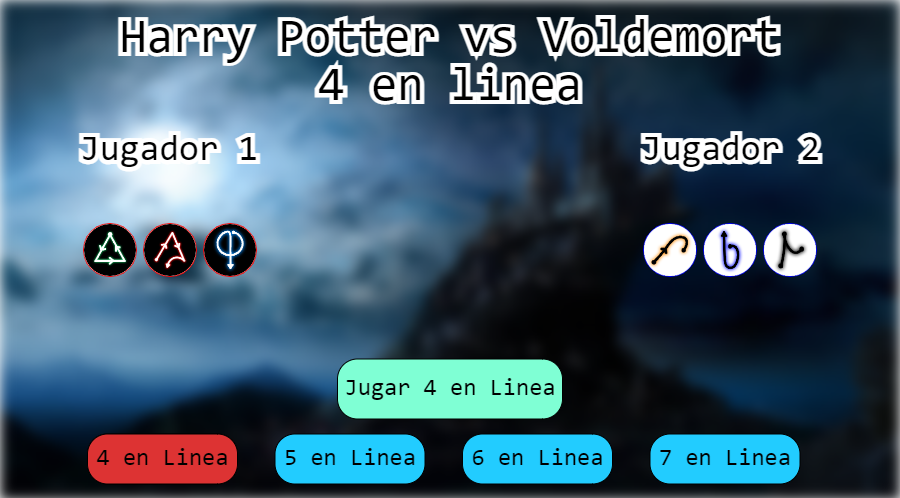 Harry Potter vs Voldemort
4 en linea
Jugador 1
Jugador 2
Jugar 4 en Linea
4 en Linea
5 en Linea
6 en Linea
7 en Linea